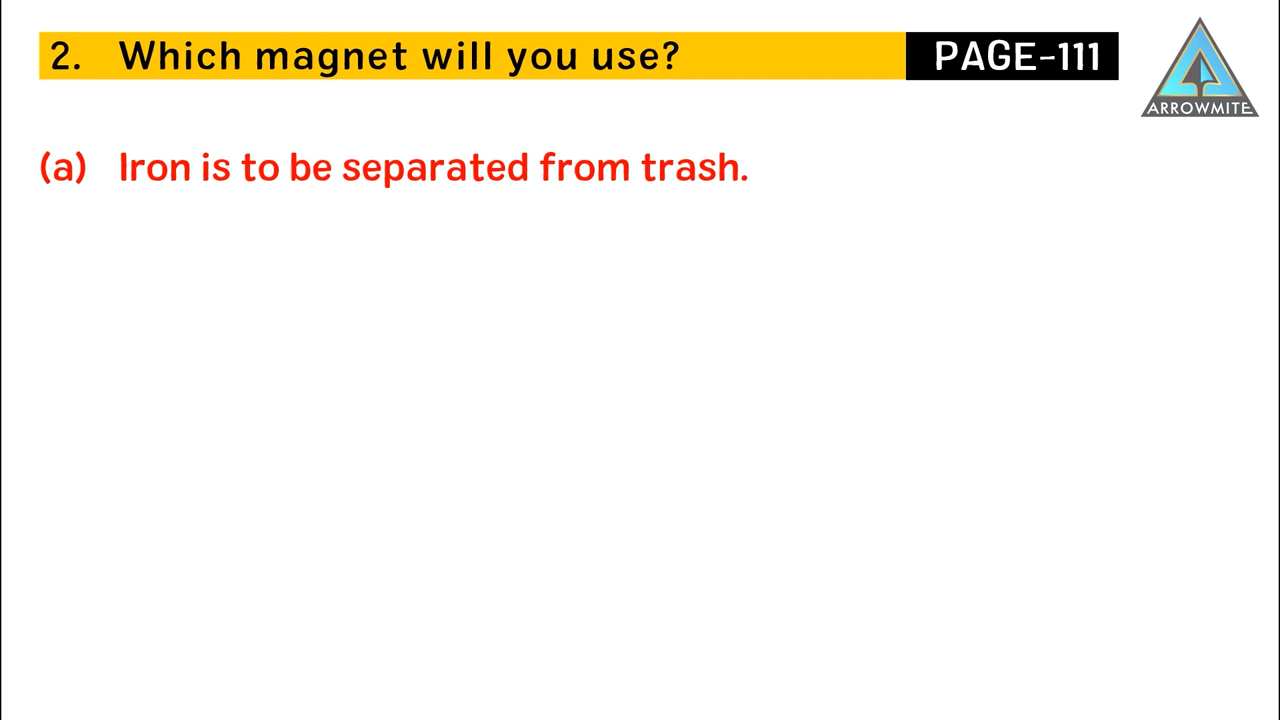 2. Which magnet will you use? PAGE-111
ARROWMITE
(a) Iron is to be separated from trash.